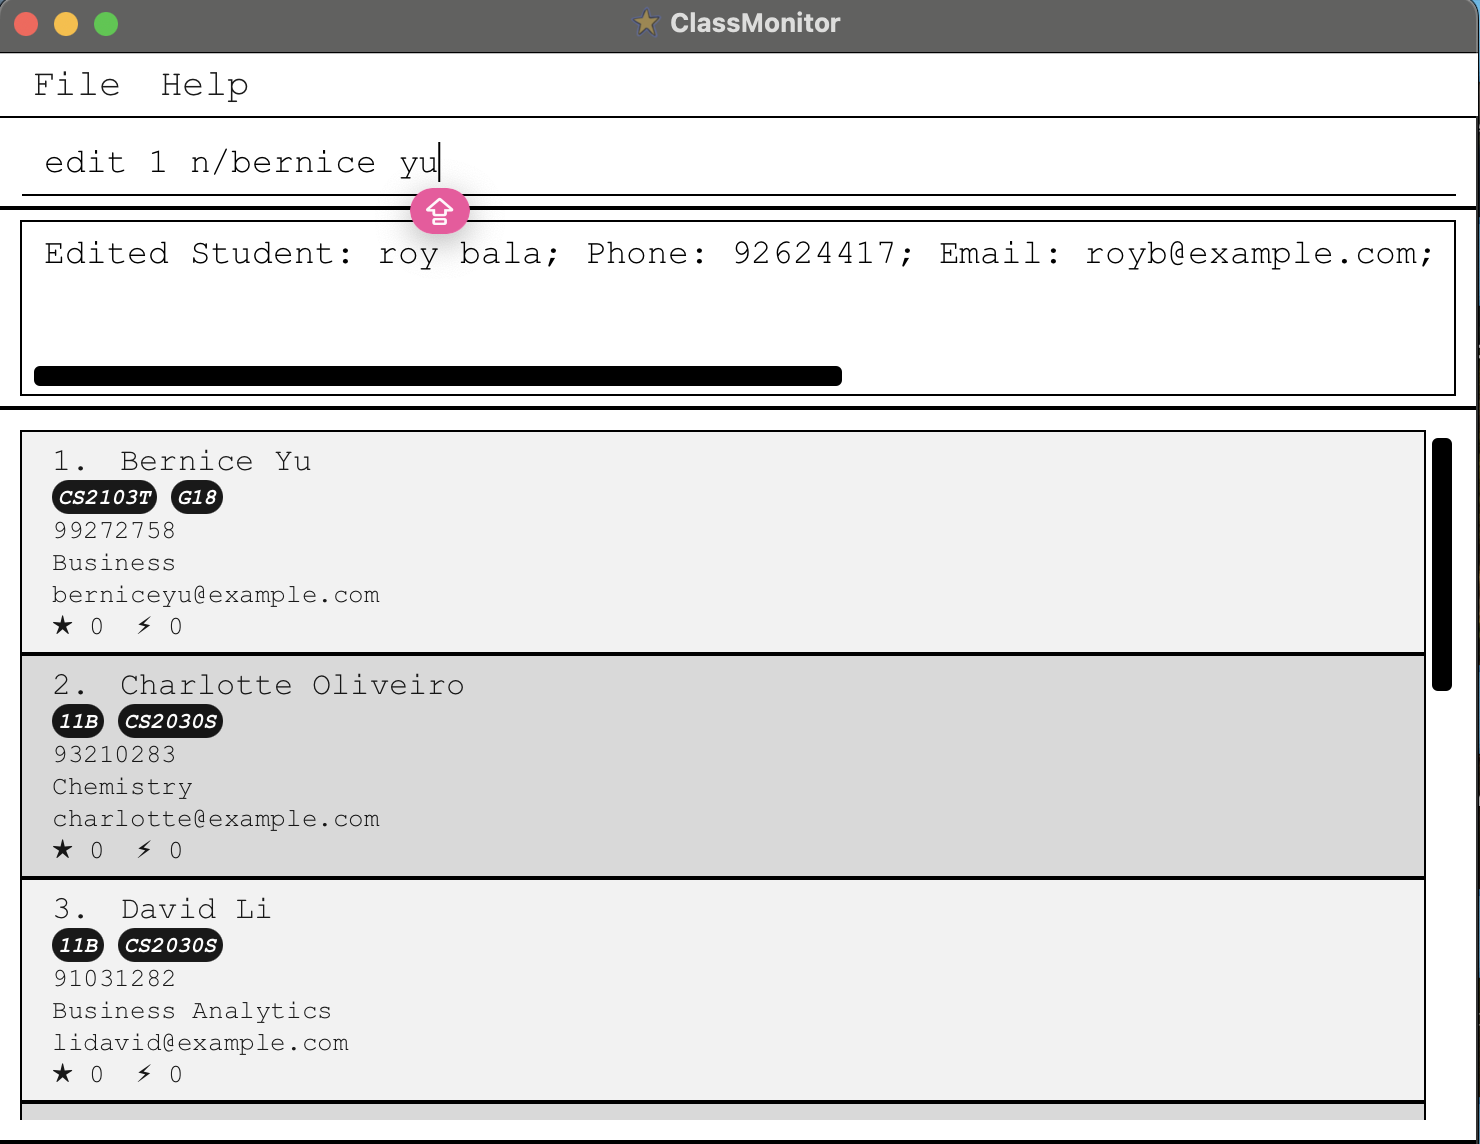 ClassMonitor
File Help
edit 1 n/bernice yu
Edited Student: roy bala; Phone: 92624417; Email: royb@example.com;
1. Bernice Yu
CS2103T G18
99272758
Business
berniceyu@example.com
★ 0 ⚡ 0
2. Charlotte Oliveiro
11B CS2030S
93210283
Chemistry
charlotte@example.com
★ 0 ⚡ 0
3. David Li
11B CS2030S
91031282
Business Analytics
lidavid@example.com
★ 0 ⚡ 0